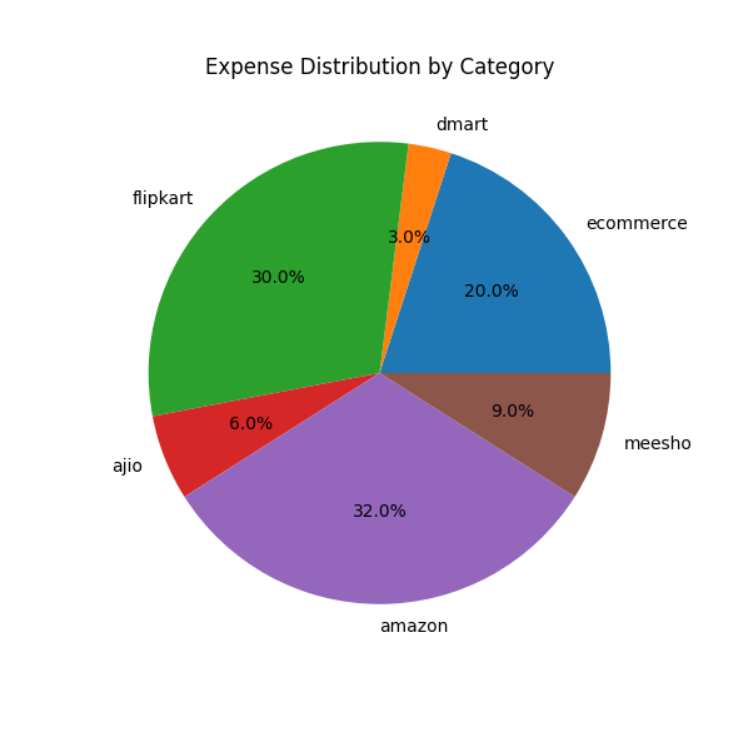 Expense Distribution by Category
dmart
flipkart
ecommerce
3.0%
30.0%
20.0%
9.0%
6.0%
meesho
ajio
32.0%
amazon